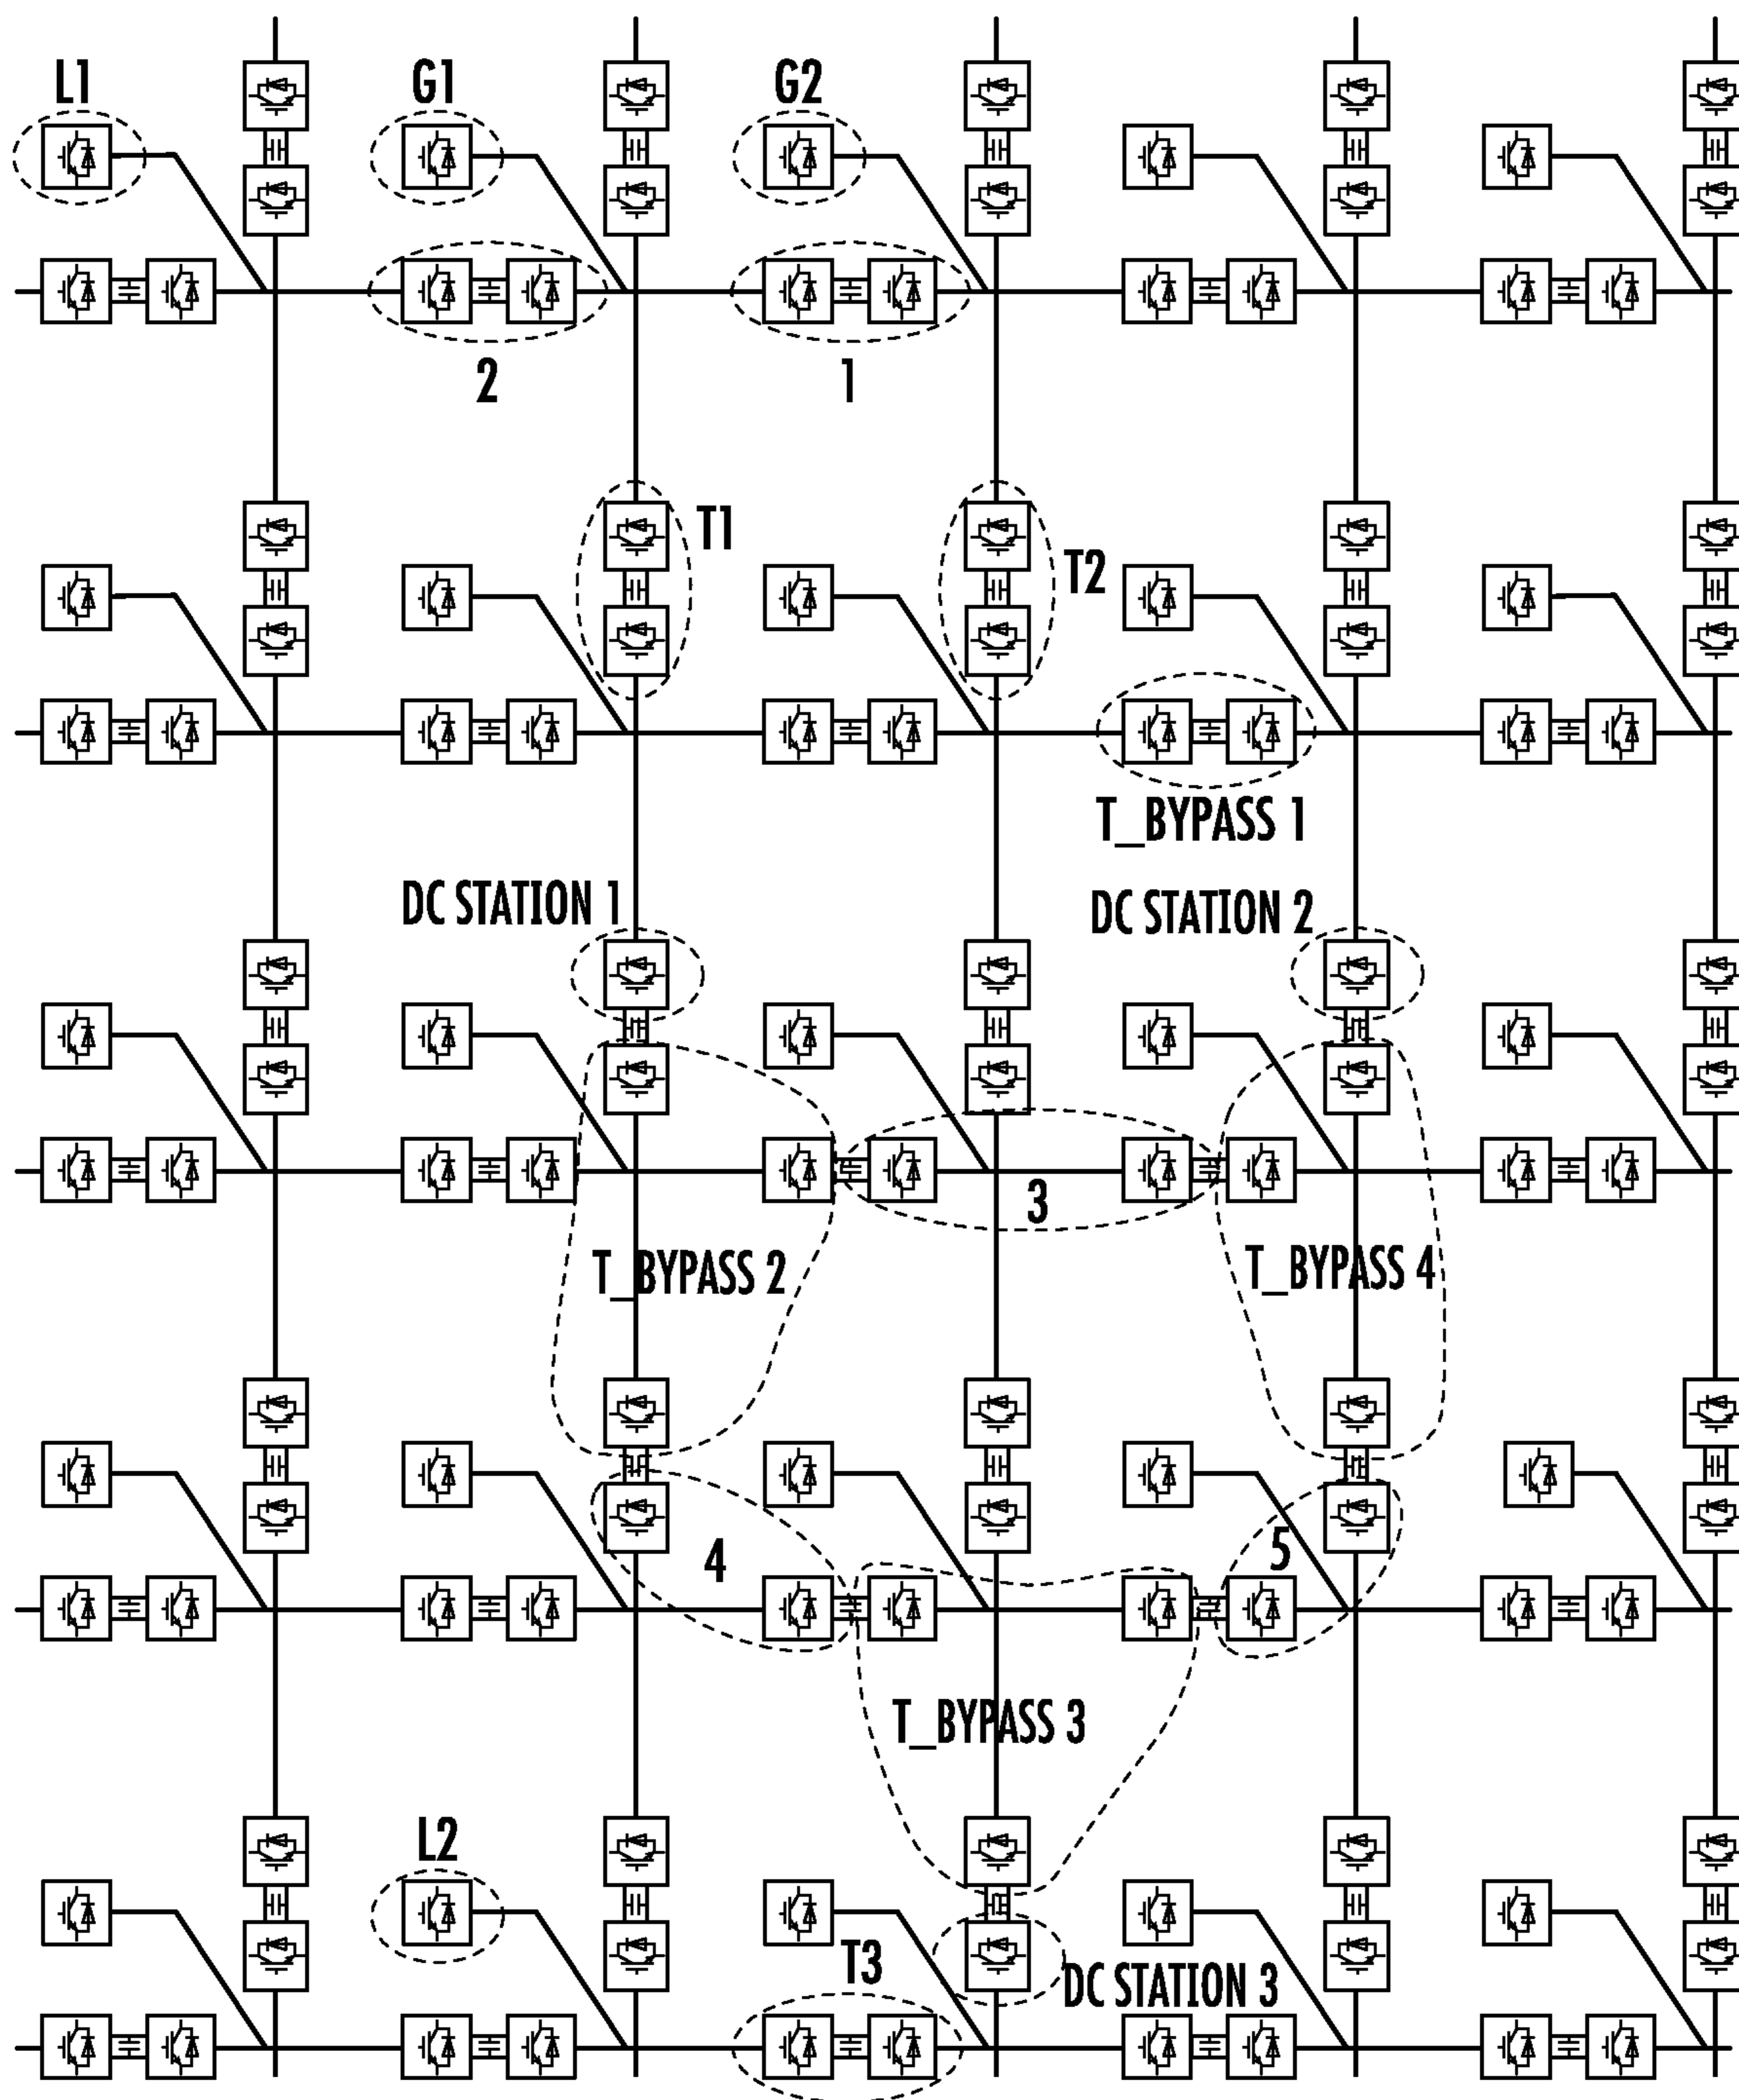 L1
G1
G2
2
1
T1
T2
T_BYPASS 1
DC STATION 1
DC STATION 2
3
T_BYPASS 2
T_BYPASS 4
4
5
T_BYPASS 3
L2
T3
DC STATION 3